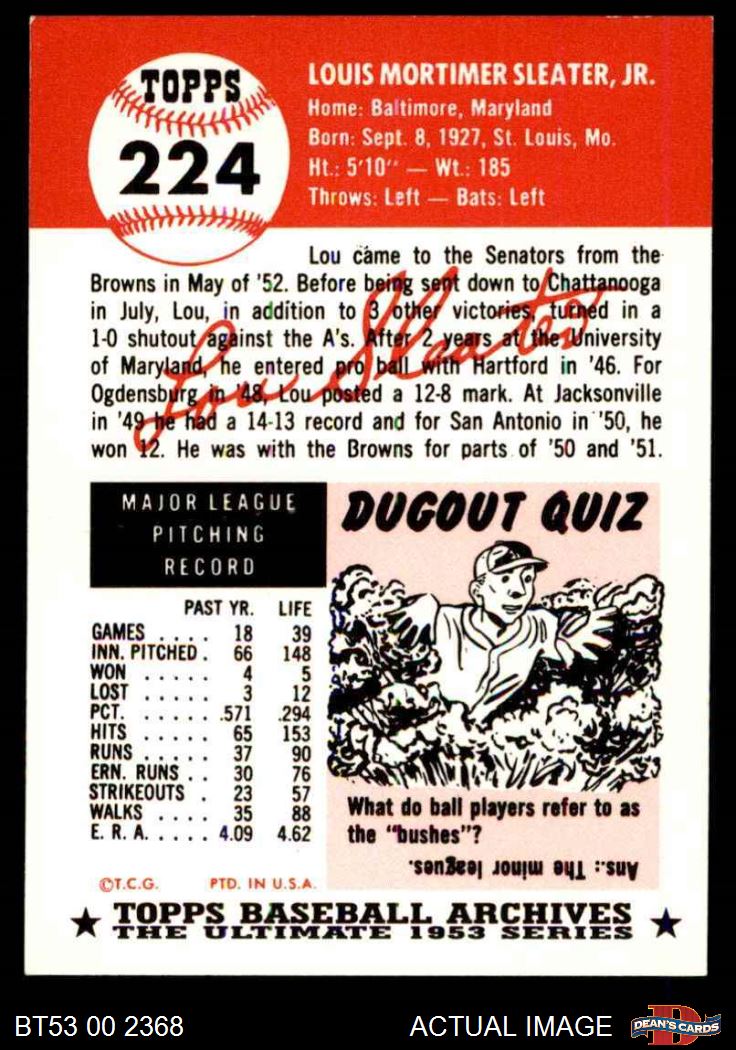 TOPPS
224
LOUIS MORTIMER SLEATER, JR.
Home: Baltimore, Maryland
Born: Sept. 8, 1927, St. Louis, Mo.
Ht.: 5'10" — Wt.: 185
Throws: Left — Bats: Left
Lou came to the Senators from the
Browns in May of '52. Before being sent down to Chattanooga
in July, Lou, in addition to 3 other victories, turned in a
1-0 shutout against the A's. After 2 years at the University
of Maryland, he entered pro ball with Hartford in '46. For
Ogdensburg in '48, Lou posted a 12-8 mark. At Jacksonville
in '49 he had a 14-13 record and for San Antonio in '50, he
won 12. He was with the Browns for parts of '50 and '51.
Lou Sleater
MAJOR LEAGUE
PITCHING
RECORD
PAST YR. LIFE
GAMES .... 18 39
INN. PITCHED . 66 148
WON ..... 4 5
LOST ..... 3 12
PCT. ..... .571 .294
HITS ..... 65 153
RUNS ..... 37 90
ERN. RUNS .. 30 76
STRIKEOUTS . 23 57
WALKS .... 35 88
E. R. A. .... 4.09 4.62
DUGOUT QUIZ
What do ball players refer to as
the "bushes"?
Ans.: The minor leagues.
©T.C.G. PTD. IN U.S.A.
★ TOPPS BASEBALL ARCHIVES ★
THE ULTIMATE 1953 SERIES
BT53 00 2368 ACTUAL IMAGE D DEAN'S CARDS